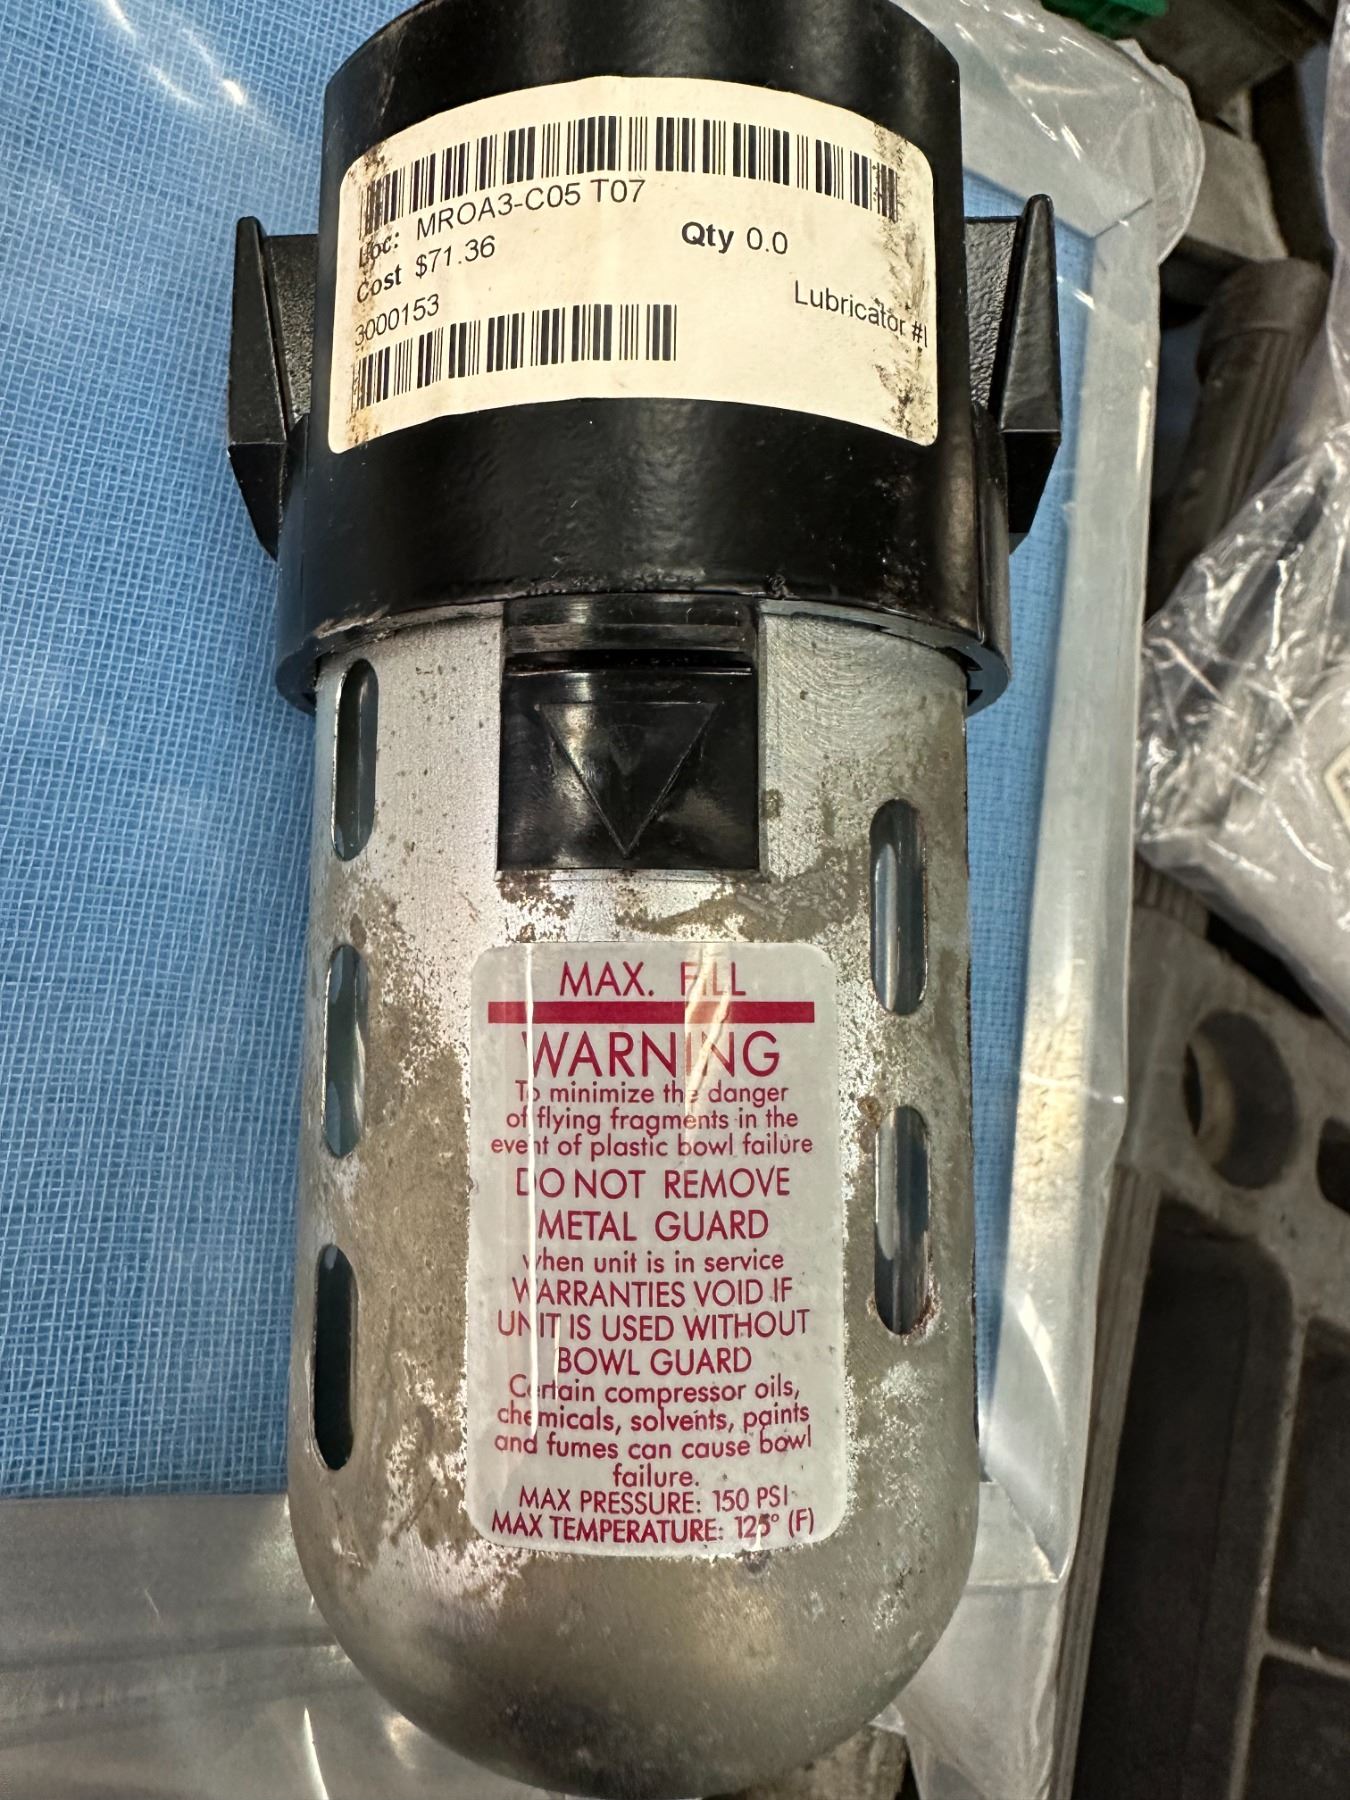 Loc: MROA3-C05 T07
Cost $71.36 Qty 0.0
3000153 Lubricator #
MAX. FILL
WARNING
To minimize the danger
of flying fragments in the
event of plastic bowl failure
DO NOT REMOVE
METAL GUARD
when unit is in service
WARRANTIES VOID IF
UNIT IS USED WITHOUT
BOWL GUARD
Certain compressor oils,
chemicals, solvents, paints
and fumes can cause bowl
failure.
MAX PRESSURE: 150 PSI
MAX TEMPERATURE: 125° (F)